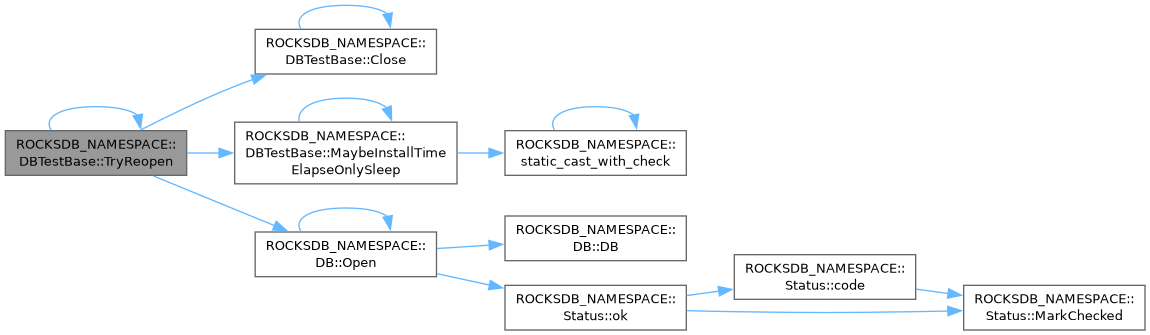 ROCKSDB_NAMESPACE::
DBTestBase::Close
ROCKSDB_NAMESPACE::
DBTestBase::TryReopen
ROCKSDB_NAMESPACE::
DBTestBase::MaybeInstallTime
ElapseOnlySleep
ROCKSDB_NAMESPACE::
static_cast_with_check
ROCKSDB_NAMESPACE::
DB::Open
ROCKSDB_NAMESPACE::
DB::DB
ROCKSDB_NAMESPACE::
Status::ok
ROCKSDB_NAMESPACE::
Status::code
ROCKSDB_NAMESPACE::
Status::MarkChecked